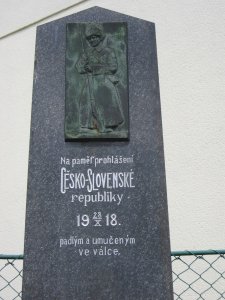 Na paměť prohlášení
Česko-Slovenské
republiky
19 28/X 18.
padlým a umučeným
ve válce.